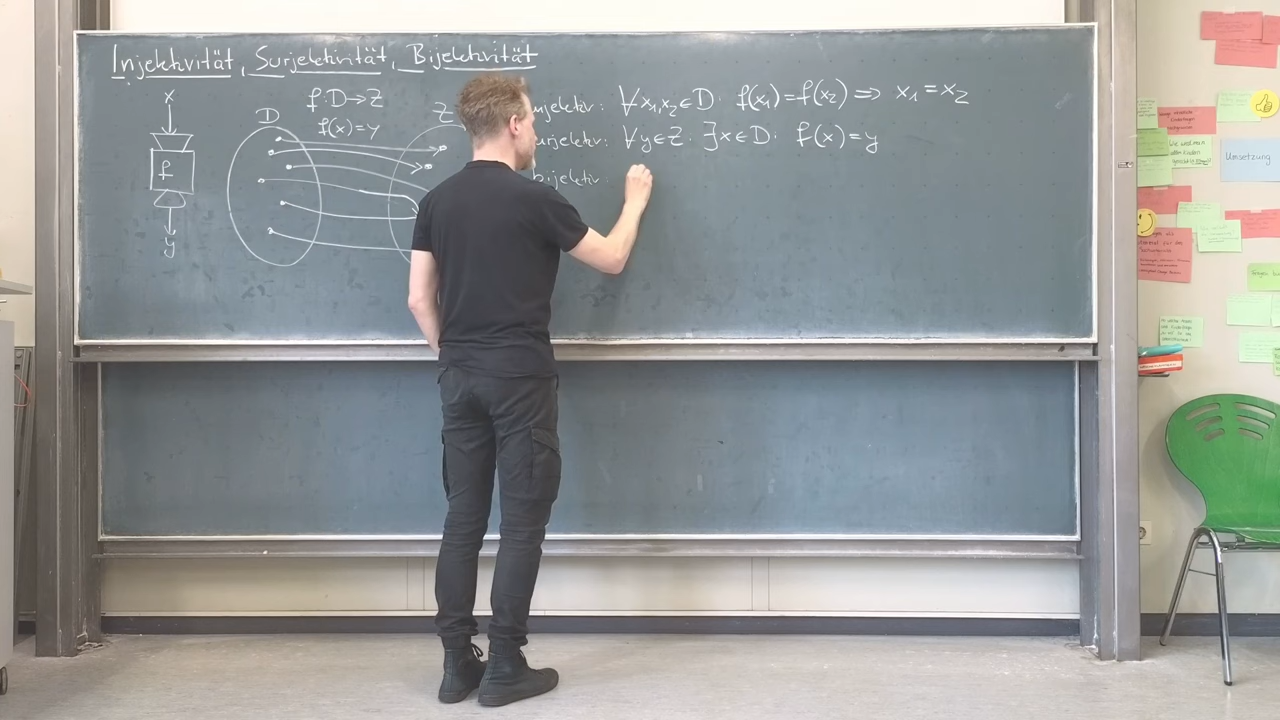 Injektivität, Surjektivität, Bijektivität
x
f
y
f: D→Z
f(x)=y
D
Z
injektiv: ∀x₁,x₂∈D: f(x₁)=f(x₂) ⇒ x₁=x₂
surjektiv: ∀y∈Z: ∃x∈D: f(x)=y
bijektiv:
Umsetzung